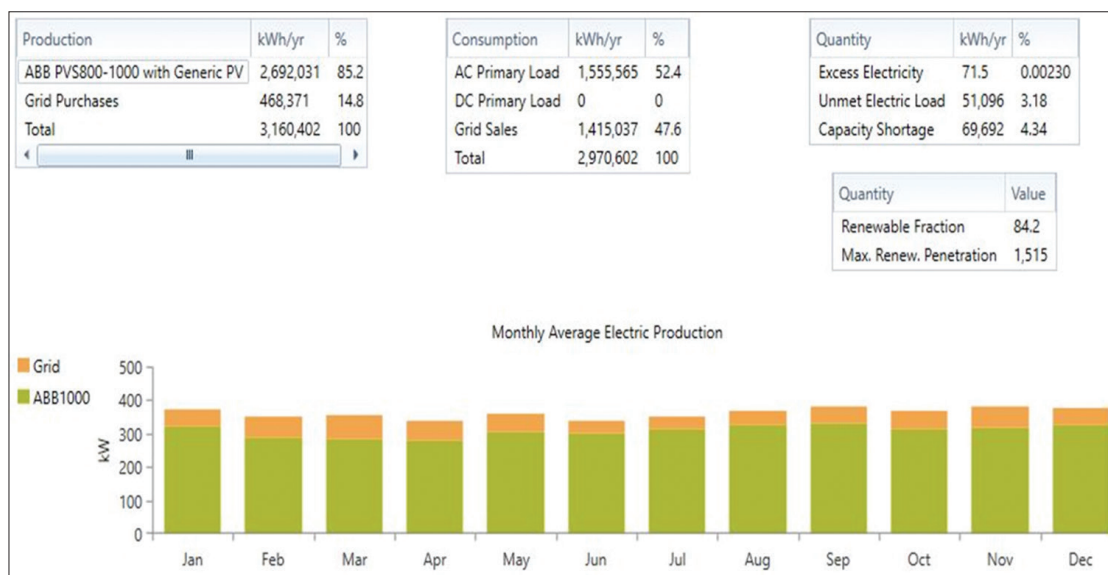 Production kWh/yr %
ABB PVS800-1000 with Generic PV 2,692,031 85.2
Grid Purchases 468,371 14.8
Total 3,160,402 100
Consumption kWh/yr %
AC Primary Load 1,555,565 52.4
DC Primary Load 0 0
Grid Sales 1,415,037 47.6
Total 2,970,602 100
Quantity kWh/yr %
Excess Electricity 71.5 0.00230
Unmet Electric Load 51,096 3.18
Capacity Shortage 69,692 4.34
Quantity Value
Renewable Fraction 84.2
Max. Renew. Penetration 1,515
Monthly Average Electric Production
Grid
ABB1000
kW
500
400
300
200
100
0
Jan Feb Mar Apr May Jun Jul Aug Sep Oct Nov Dec